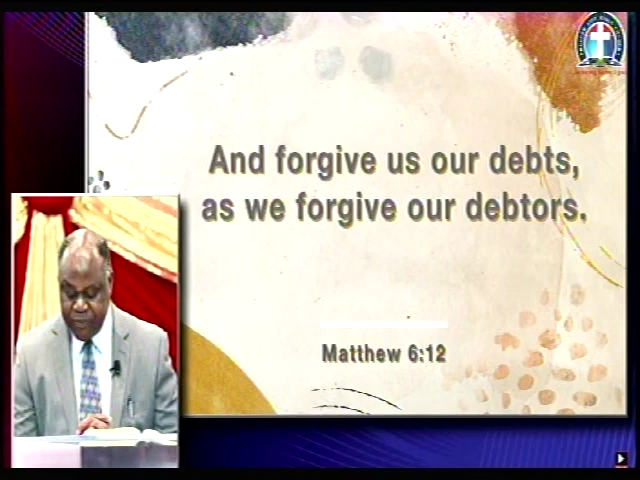 And forgive us our debts,
as we forgive our debtors.
Matthew 6:12